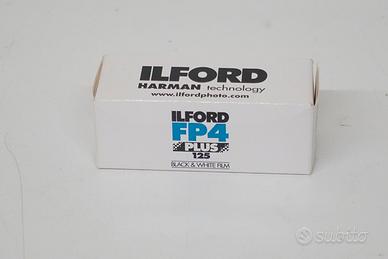 ILFORD
HARMAN technology
www.ilfordphoto.com
ILFORD
FP4
PLUS
125
BLACK & WHITE FILM
subito